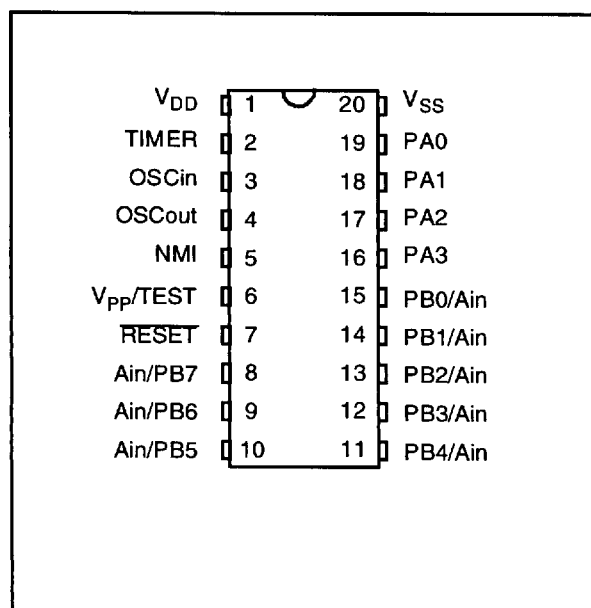 VDD 1 20 VSS
TIMER 2 19 PA0
OSCin 3 18 PA1
OSCout 4 17 PA2
NMI 5 16 PA3
VPP/TEST 6 15 PB0/Ain
RESET 7 14 PB1/Ain
Ain/PB7 8 13 PB2/Ain
Ain/PB6 9 12 PB3/Ain
Ain/PB5 10 11 PB4/Ain